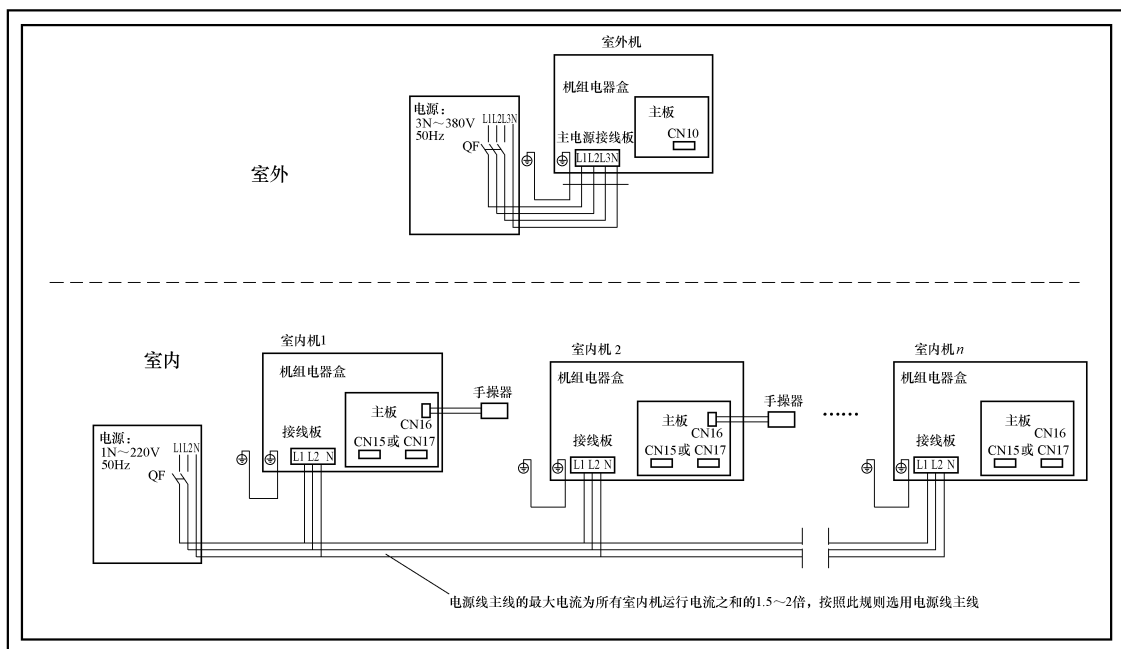 室外机
机组电器盒
主板
CN10
主电源接线板
L1L2L3N
电源：
3N～380V
50Hz
L1L2L3N
QF
室外
室内
室内机1
机组电器盒
主板
CN16
CN15或 CN17
接线板
L1 L2 N
手操器
室内机 2
机组电器盒
主板
CN16
CN15或 CN17
接线板
L1 L2 N
手操器
……
室内机 n
机组电器盒
主板
CN16
CN15或 CN17
接线板
L1 L2 N
电源：
1N～220V
50Hz
L1L2N
QF
电源线主线的最大电流为所有室内机运行电流之和的1.5～2倍，按照此规则选用电源线主线